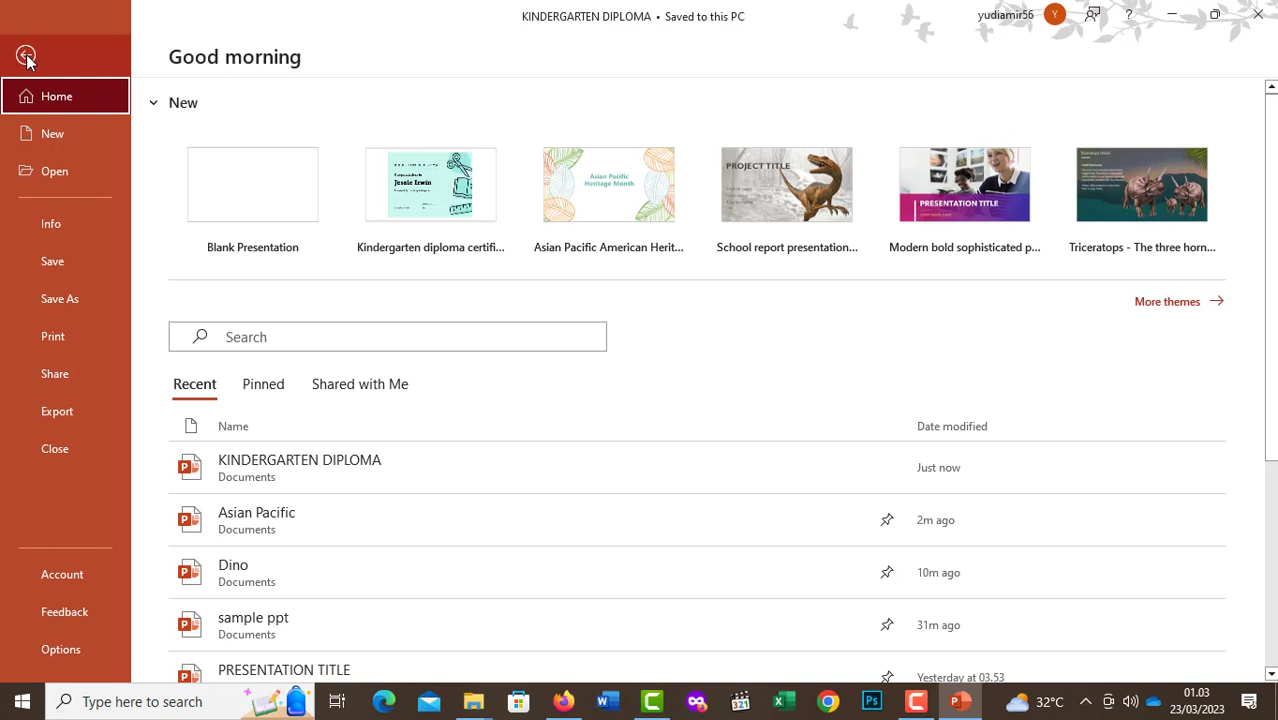 KINDERGARTEN DIPLOMA • Saved to this PC
yudiamir56
Y
?
Good morning
Home
New
Open
Info
Save
Save As
Print
Share
Export
Close
Account
Feedback
Options
New
Jessie Irwin
Asian Pacific
Heritage Month
PROJECT TITLE
PRESENTATION TITLE
Blank Presentation
Kindergarten diploma certifi...
Asian Pacific American Herit...
School report presentation...
Modern bold sophisticated p...
Triceratops - The three horn...
More themes
Search
Recent Pinned Shared with Me
Name Date modified
KINDERGARTEN DIPLOMA
Documents
Just now
Asian Pacific
Documents
2m ago
Dino
Documents
10m ago
sample ppt
Documents
31m ago
PRESENTATION TITLE
Yesterday at 03.53
Type here to search
32°C
01.03
23/03/2023